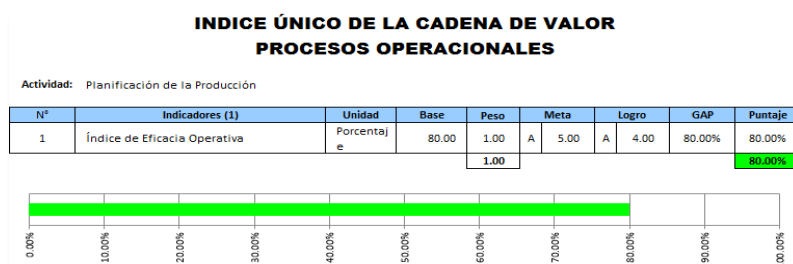 INDICE ÚNICO DE LA CADENA DE VALOR
PROCESOS OPERACIONALES
Actividad: Planificación de la Producción
N° Indicadores (1) Unidad Base Peso Meta Logro GAP Puntaje
1 Índice de Eficacia Operativa Porcentaj
e 80.00 1.00 A 5.00 A 4.00 80.00% 80.00%
1.00 80.00%
0.00% 10.00% 20.00% 30.00% 40.00% 50.00% 60.00% 70.00% 80.00% 90.00% 00.00%